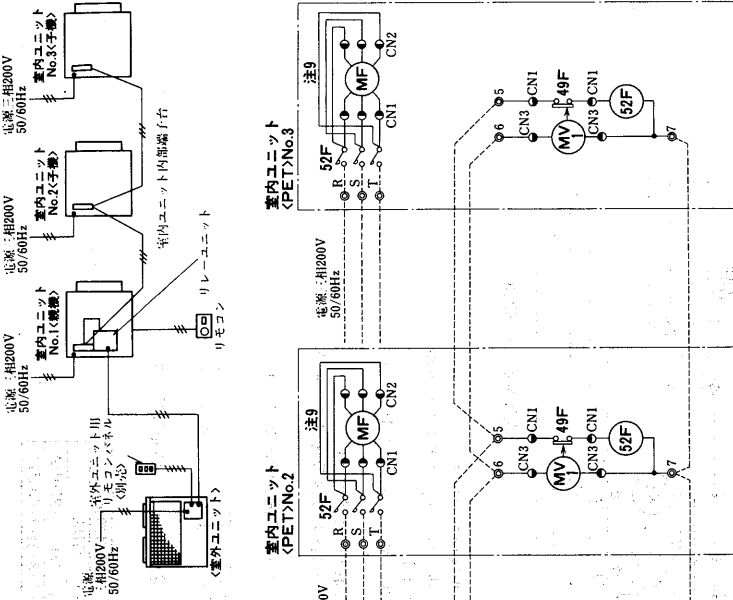 電源三相200V
50/60Hz
室内ユニット
No.3<子機>
電源三相200V
50/60Hz
室内ユニット
No.2<子機>
室内ユニット内部端子台
電源三相200V
50/60Hz
室内ユニット
No.1<親機>
リレーユニット
リモコン
室外ユニット用
リモコンパネル
<別売>
電源
三相200V
50/60Hz
<室外ユニット>
室内ユニット
<PET>No.3
注9
MF
CN2
CN1
52F
R
S
T
電源三相200V
50/60Hz
5
CN1
49F
CN1
52F
6
CN3
MV
1
CN3
7
室内ユニット
<PET>No.2
注9
MF
CN2
CN1
52F
R
S
T
5
CN1
49F
CN1
52F
6
CN3
MV
1
CN3
7
0V